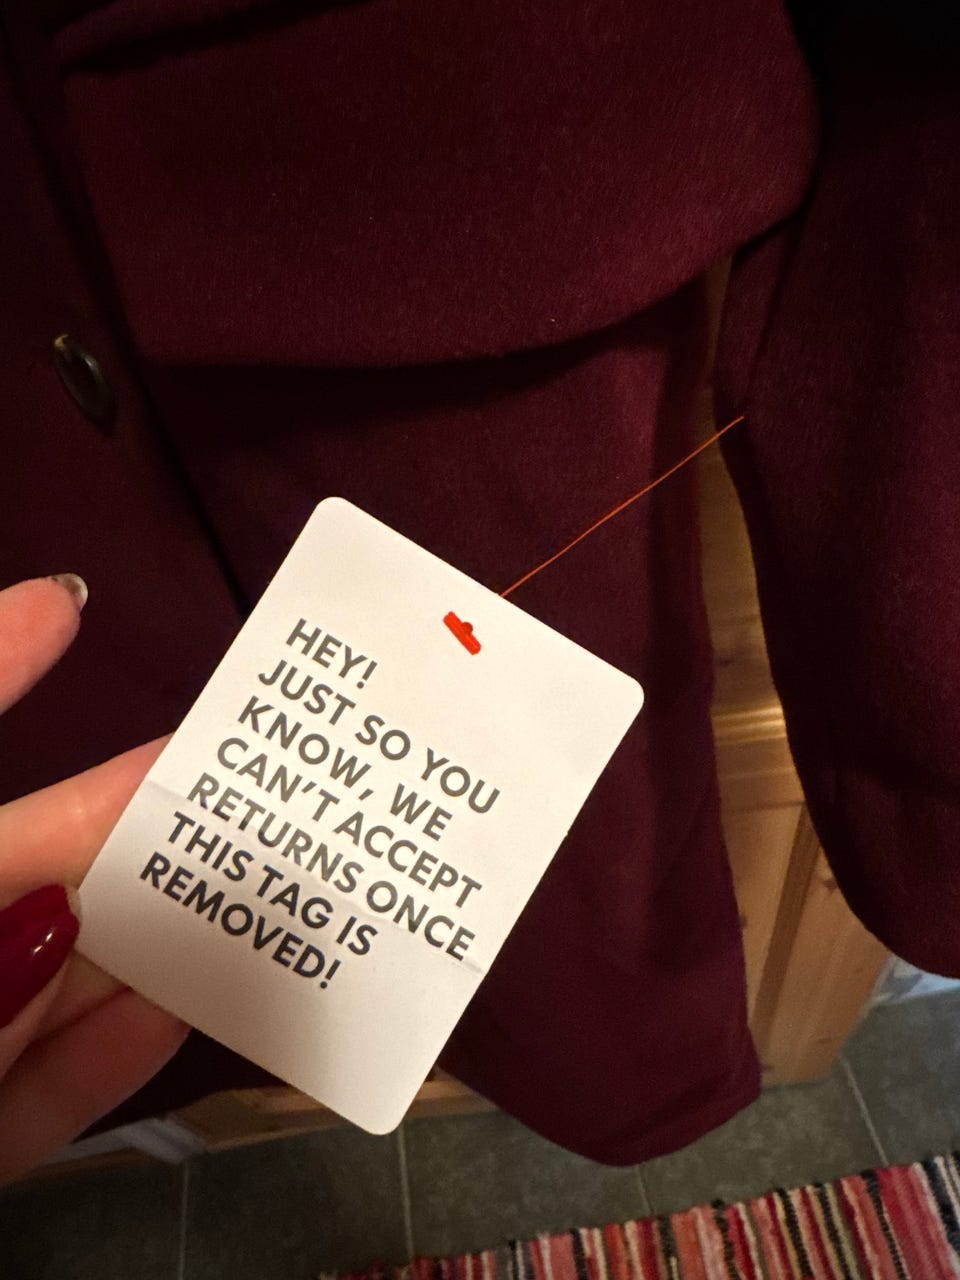 HEY!
JUST SO YOU
KNOW, WE
CAN'T ACCEPT
RETURNS ONCE
THIS TAG IS
REMOVED!